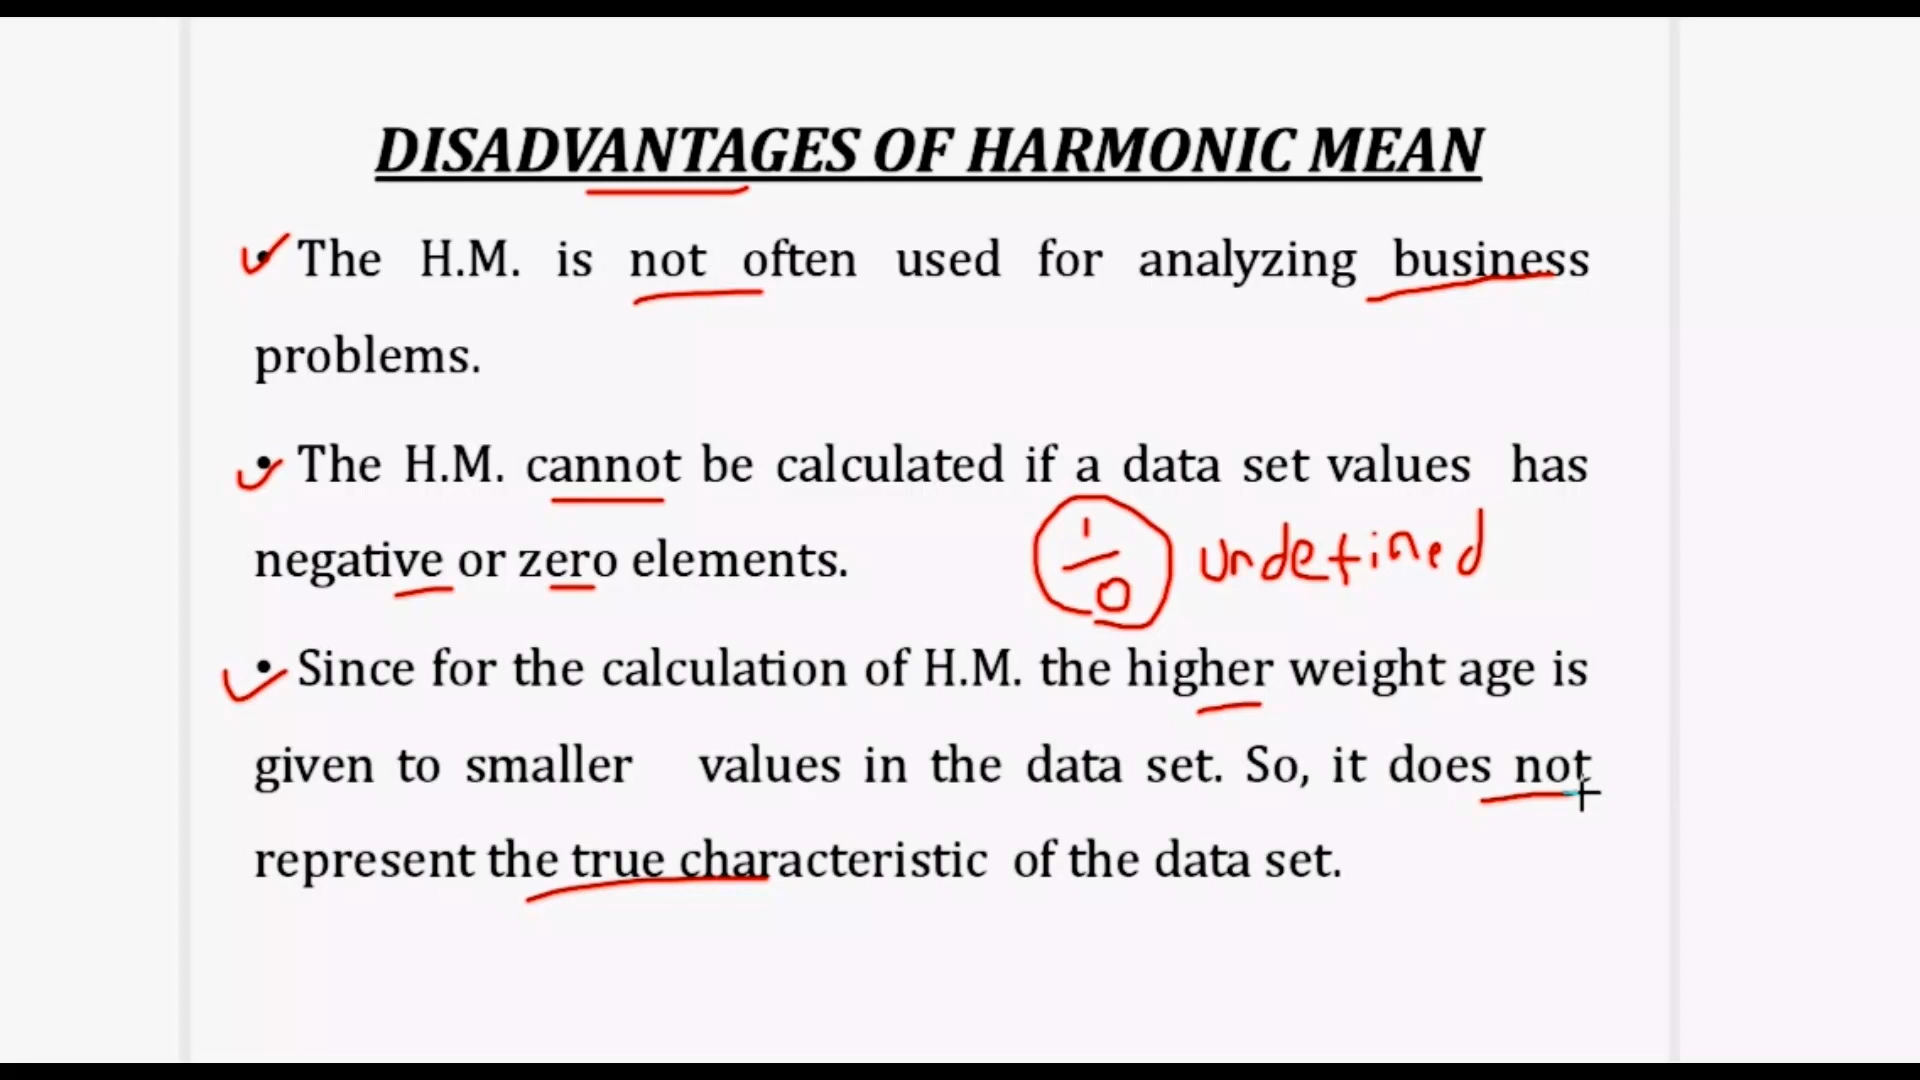 DISADVANTAGES OF HARMONIC MEAN
• The H.M. is not often used for analyzing business
problems.
• The H.M. cannot be calculated if a data set values has
negative or zero elements.
1/0 undefined
• Since for the calculation of H.M. the higher weight age is
given to smaller values in the data set. So, it does not
represent the true characteristic of the data set.